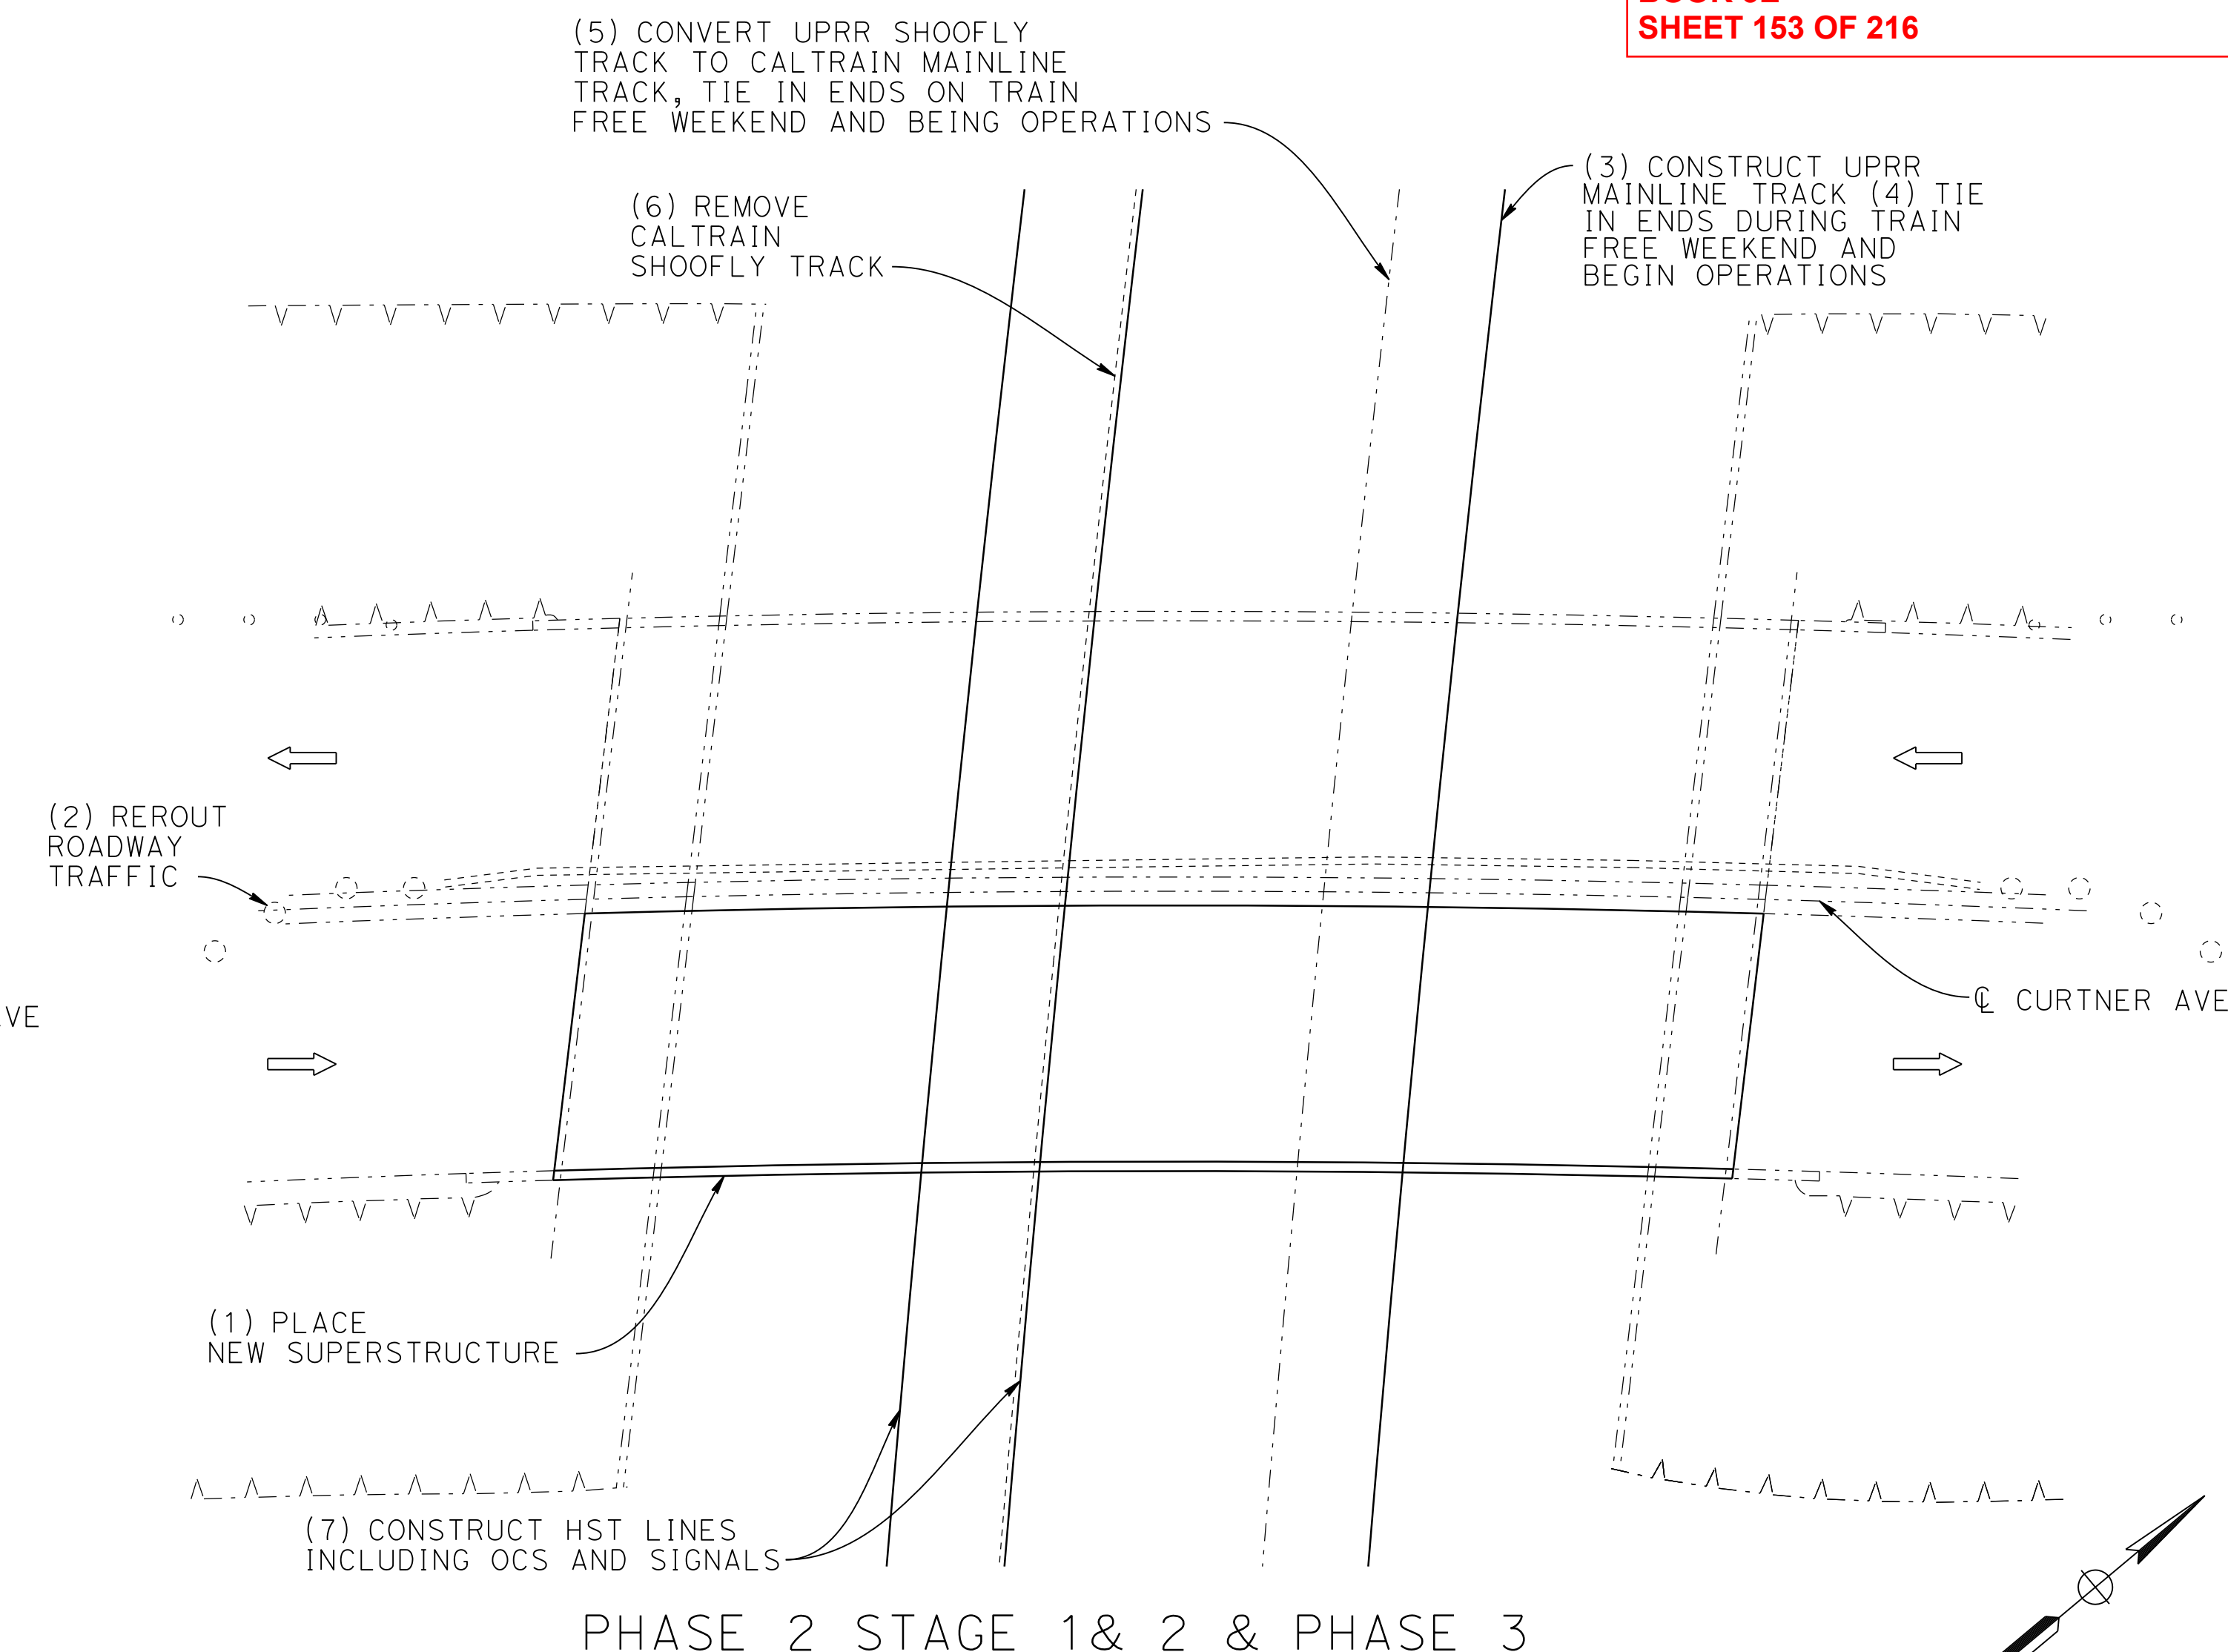 SHEET 153 OF 216
(5) CONVERT UPRR SHOOFLY
TRACK TO CALTRAIN MAINLINE
TRACK, TIE IN ENDS ON TRAIN
FREE WEEKEND AND BEING OPERATIONS
(3) CONSTRUCT UPRR
MAINLINE TRACK (4) TIE
IN ENDS DURING TRAIN
FREE WEEKEND AND
BEGIN OPERATIONS
(6) REMOVE
CALTRAIN
SHOOFLY TRACK
(2) REROUT
ROADWAY
TRAFFIC
VE
℄ CURTNER AVE
(1) PLACE
NEW SUPERSTRUCTURE
(7) CONSTRUCT HST LINES
INCLUDING OCS AND SIGNALS
PHASE 2 STAGE 1& 2 & PHASE 3